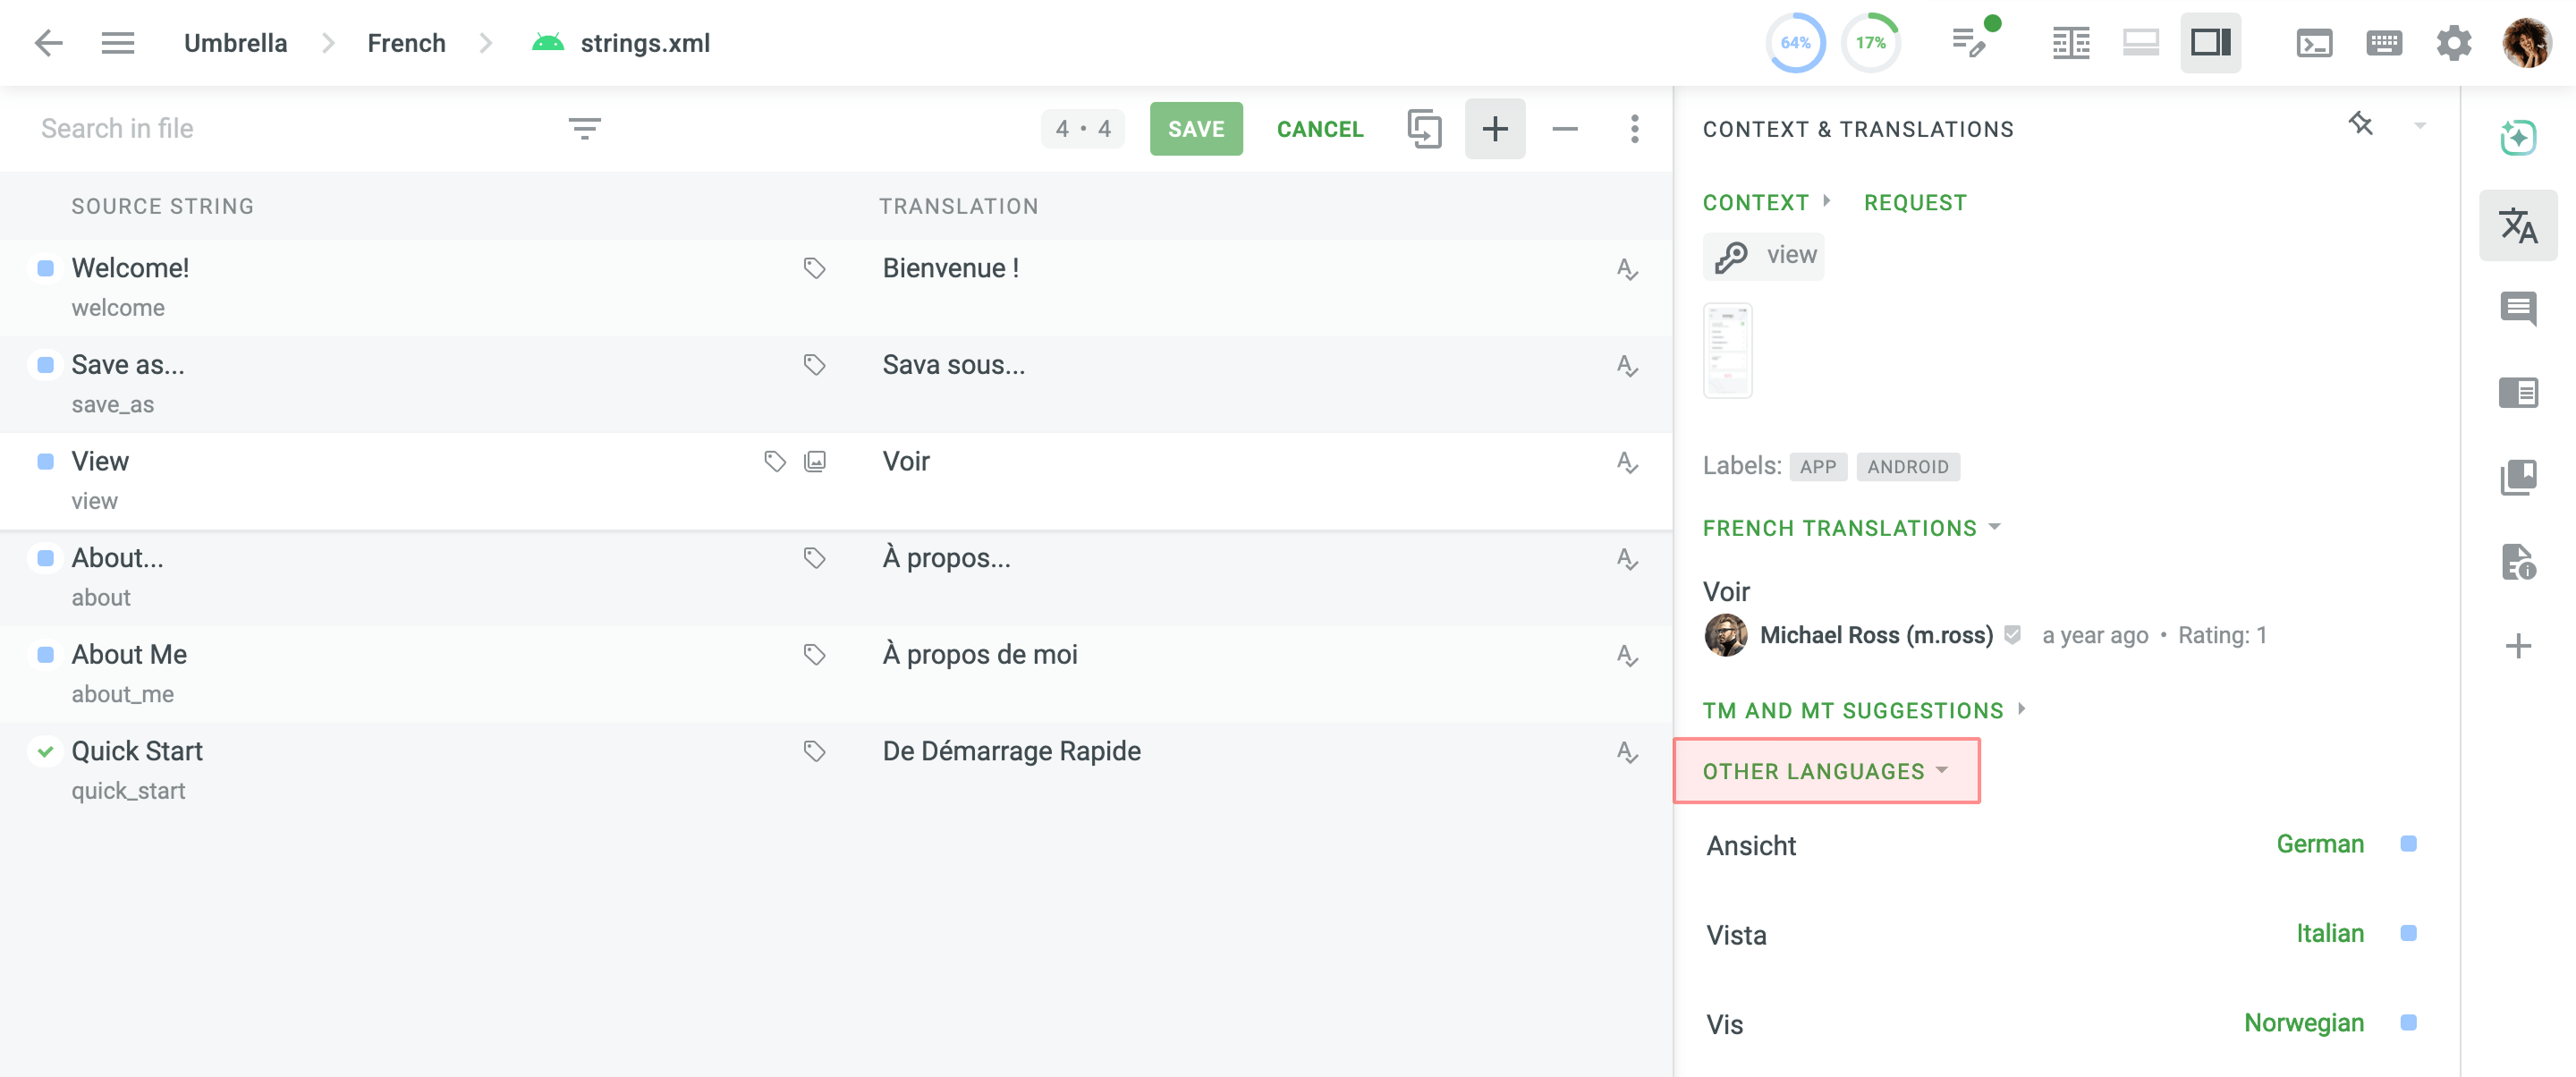 Umbrella French strings.xml 64% 17%
Search in file 4 • 4 SAVE CANCEL
SOURCE STRING TRANSLATION
Welcome! Bienvenue !
welcome
Save as... Sava sous...
save_as
View Voir
view
About... À propos...
about
About Me À propos de moi
about_me
Quick Start De Démarrage Rapide
quick_start
CONTEXT & TRANSLATIONS
CONTEXT REQUEST
view
Labels: APP ANDROID
FRENCH TRANSLATIONS
Voir
Michael Ross (m.ross) a year ago • Rating: 1
TM AND MT SUGGESTIONS
OTHER LANGUAGES
Ansicht German
Vista Italian
Vis Norwegian